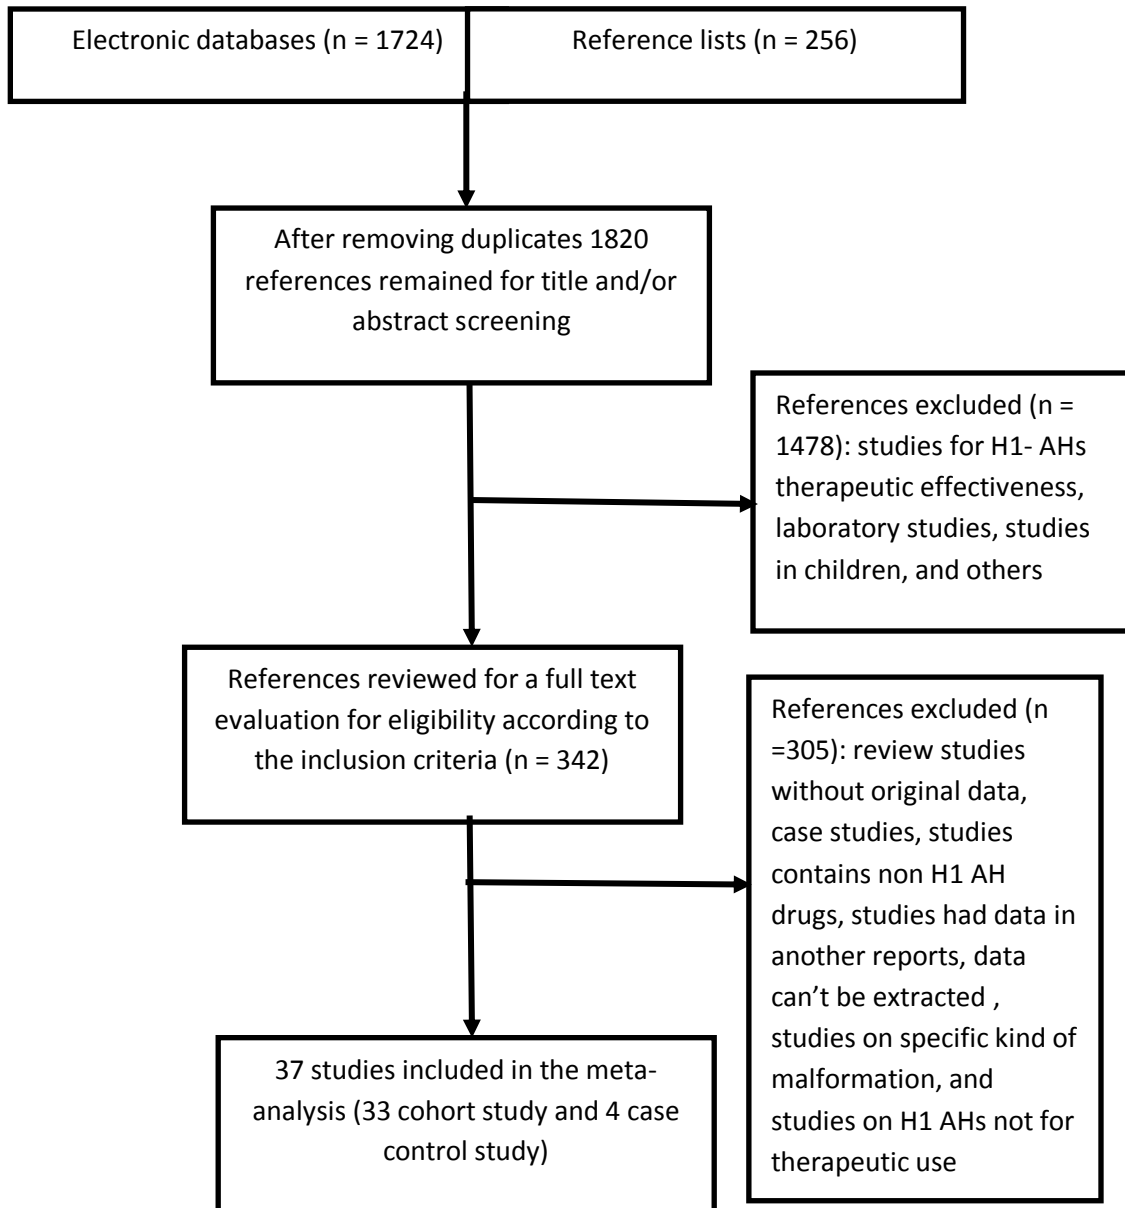 Electronic databases (n = 1724)
Reference lists (n = 256)
After removing duplicates 1820
references remained for title and/or
abstract screening
References excluded (n =
1478): studies for H1- AHs
therapeutic effectiveness,
laboratory studies, studies
in children, and others
References reviewed for a full text
evaluation for eligibility according to
the inclusion criteria (n = 342)
References excluded (n
=305): review studies
without original data,
case studies, studies
contains non H1 AH
drugs, studies had data in
another reports, data
can’t be extracted ,
studies on specific kind of
malformation, and
studies on H1 AHs not for
therapeutic use
37 studies included in the meta-
analysis (33 cohort study and 4 case
control study)